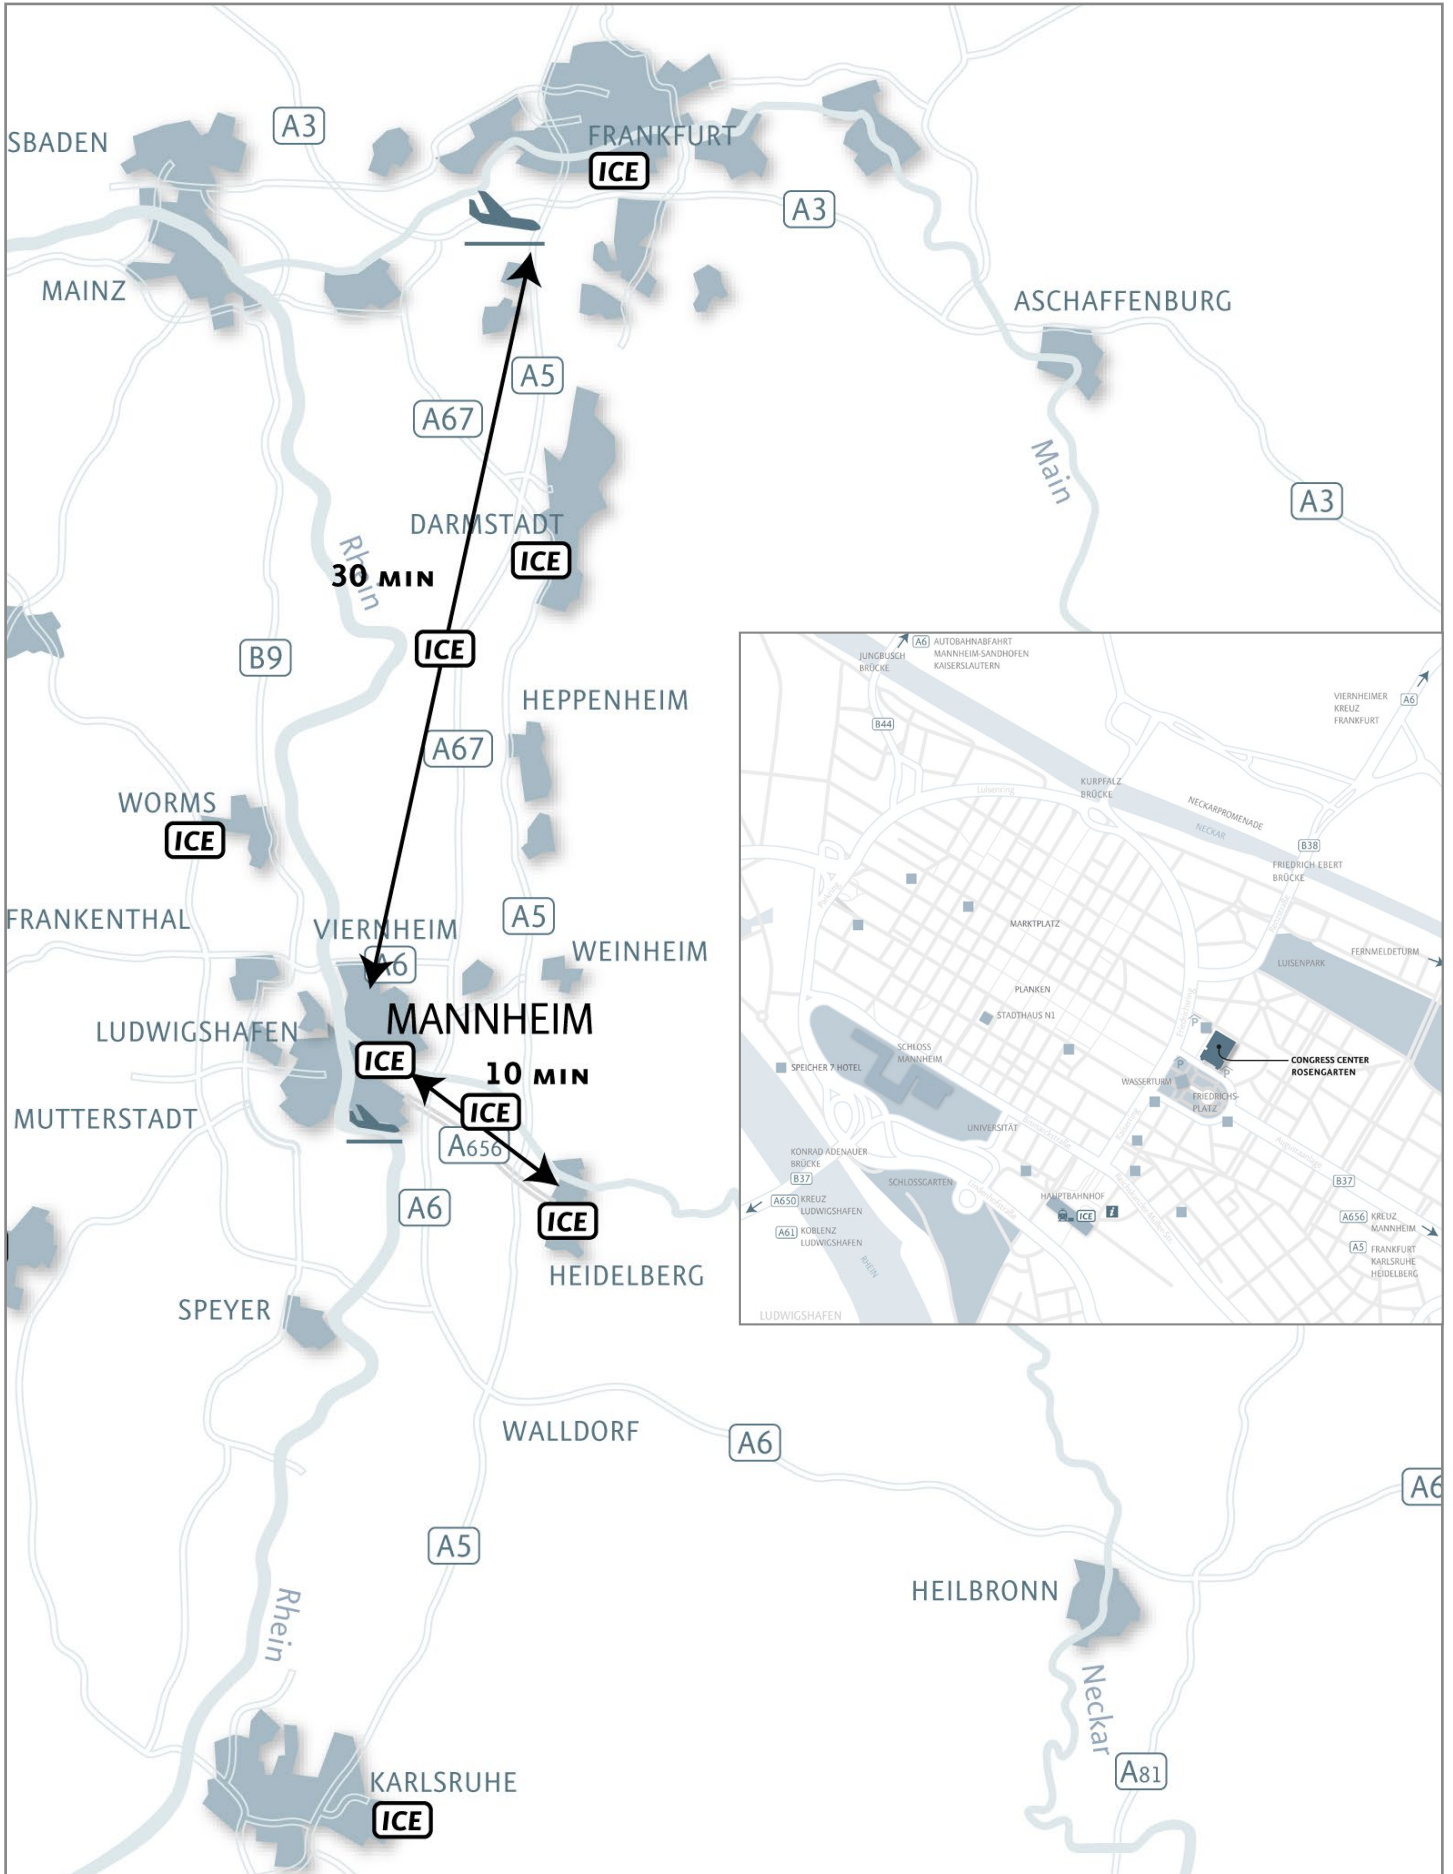 FRANKFURT
ICE
SBADEN
A3
A3
MAINZ
ASCHAFFENBURG
A5
A67
Main
A3
DARMSTADT
ICE
Rhein
30 MIN
ICE
B9
HEPPENHEIM
A67
WORMS
ICE
FRANKENTHAL
VIERNHEIM
A6
A5
WEINHEIM
MANNHEIM
LUDWIGSHAFEN
ICE
10 MIN
ICE
MUTTERSTADT
A656
A6
ICE
HEIDELBERG
SPEYER
WALLDORF
A6
A6
A5
HEILBRONN
Rhein
Neckar
A81
KARLSRUHE
ICE
A6
AUTOBAHNABFAHRT
MANNHEIM-SANDHOFEN
KAISERSLAUTERN
JUNGBUSCH
BRÜCKE
B44
VIERNHEIMER
KREUZ
FRANKFURT
A6
Luisenring
KURPFALZ
BRÜCKE
NECKARPROMENADE
NECKAR
B38
FRIEDRICH EBERT
BRÜCKE
MARKTPLATZ
FERNMELDETURM
LUISENPARK
PLANKEN
STADTHAUS N1
P
SCHLOSS
MANNHEIM
SPEICHER 7 HOTEL
CONGRESS CENTER
ROSENGARTEN
P
P
WASSERTURM
FRIEDRICHS-
PLATZ
UNIVERSITÄT
KONRAD ADENAUER
BRÜCKE
B37
SCHLOSSGARTEN
HAUPTBAHNHOF
ICE
i
B37
A650
KREUZ
LUDWIGSHAFEN
A61
KOBLENZ
LUDWIGSHAFEN
A656
KREUZ
MANNHEIM
A5
FRANKFURT
KARLSRUHE
HEIDELBERG
RHEIN
LUDWIGSHAFEN